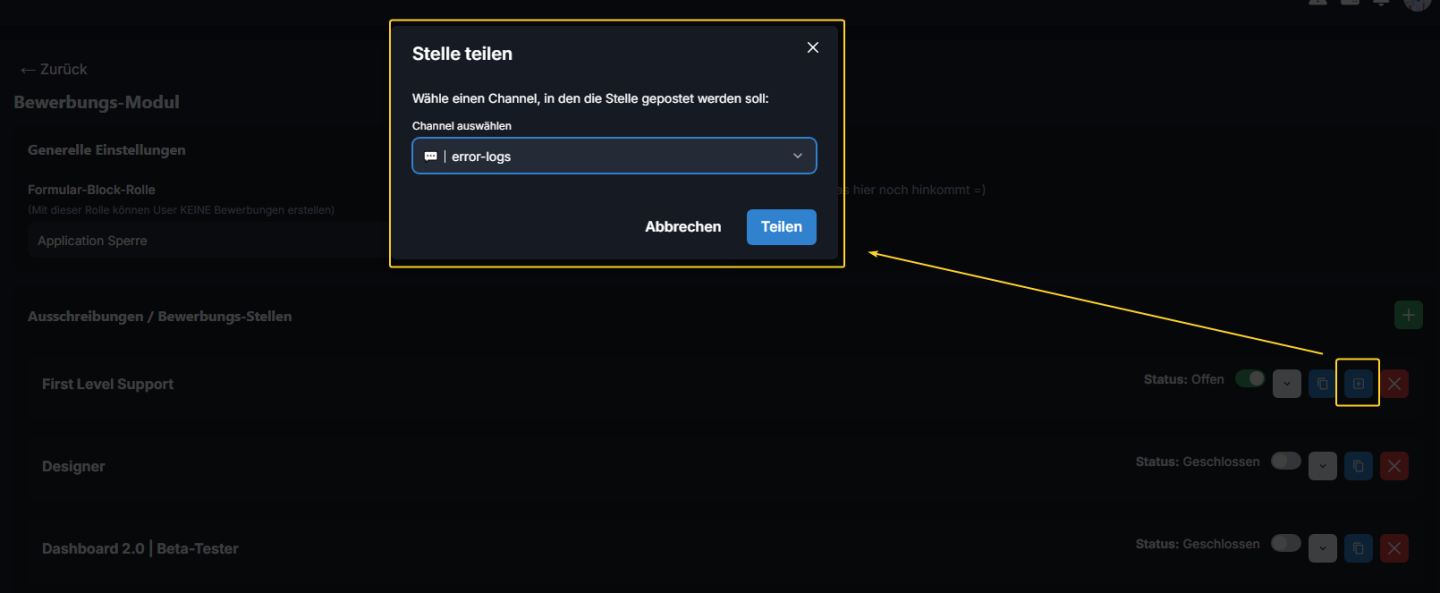 Stelle teilen
Wähle einen Channel, in den die Stelle gepostet werden soll:
Channel auswählen
| error-logs
Abbrechen
Teilen
← Zurück
Bewerbungs-Modul
Generelle Einstellungen
Formular-Block-Rolle
(Mit dieser Rolle können User KEINE Bewerbungen erstellen)
Application Sperre
hier noch hinkommt =)
Ausschreibungen / Bewerbungs-Stellen
First Level Support
Status: Offen
Designer
Status: Geschlossen
Dashboard 2.0 | Beta-Tester
Status: Geschlossen